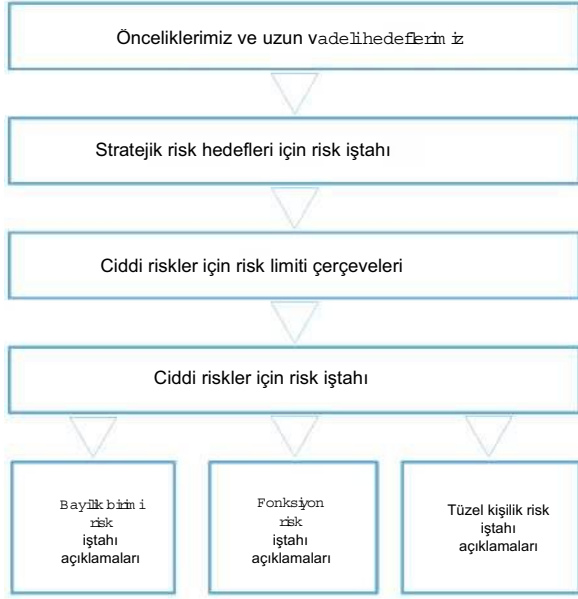 Önceliklerimiz ve uzun vadeli hedeflerimiz
Stratejik risk hedefleri için risk iştahı
Ciddi riskler için risk limiti çerçeveleri
Ciddi riskler için risk iştahı
Bayilik birimi
risk
iştahı
açıklamaları
Fonksiyon
risk
iştahı
açıklamaları
Tüzel kişilik risk
iştahı
açıklamaları